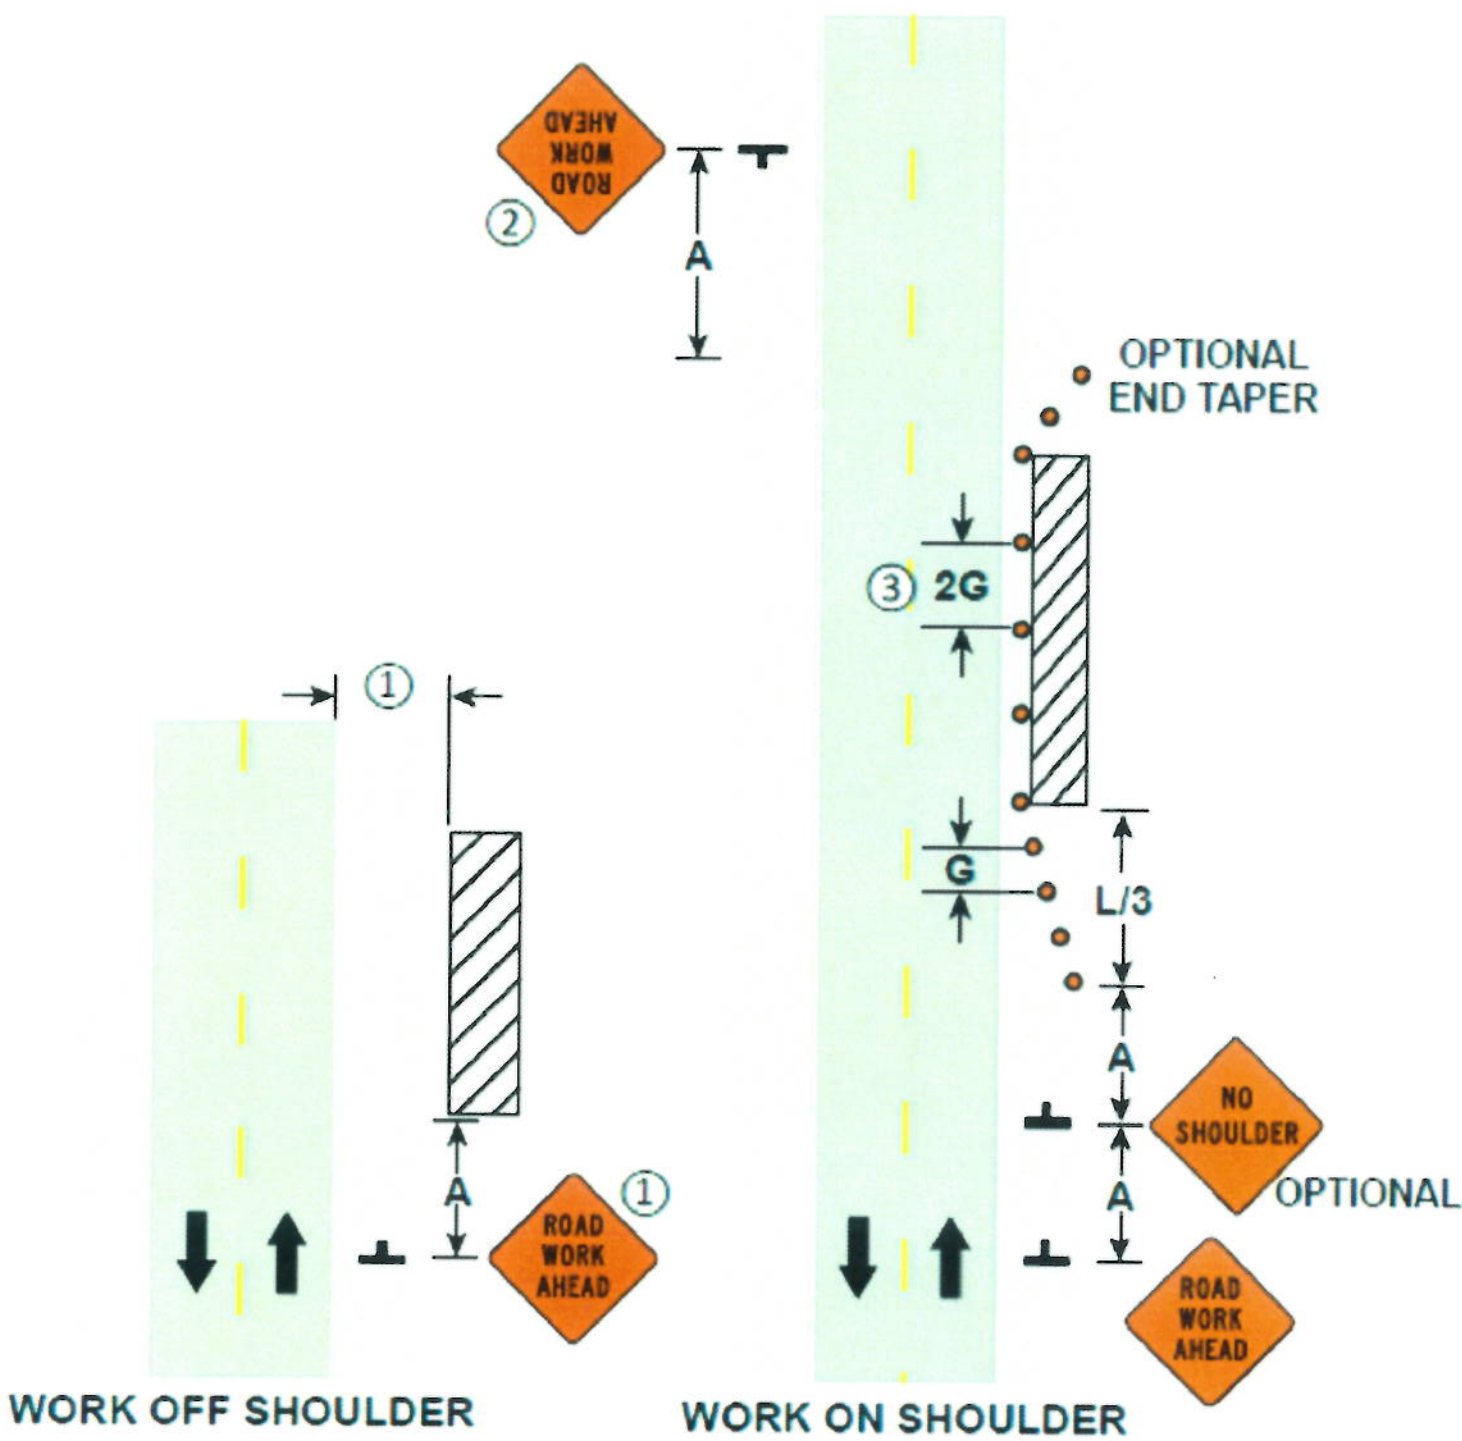 ROAD
WORK
AHEAD
②
A
OPTIONAL
END TAPER
③
2G
①
G
L/3
A
NO
SHOULDER
OPTIONAL
A
①
ROAD
WORK
AHEAD
A
ROAD
WORK
AHEAD
WORK OFF SHOULDER
WORK ON SHOULDER